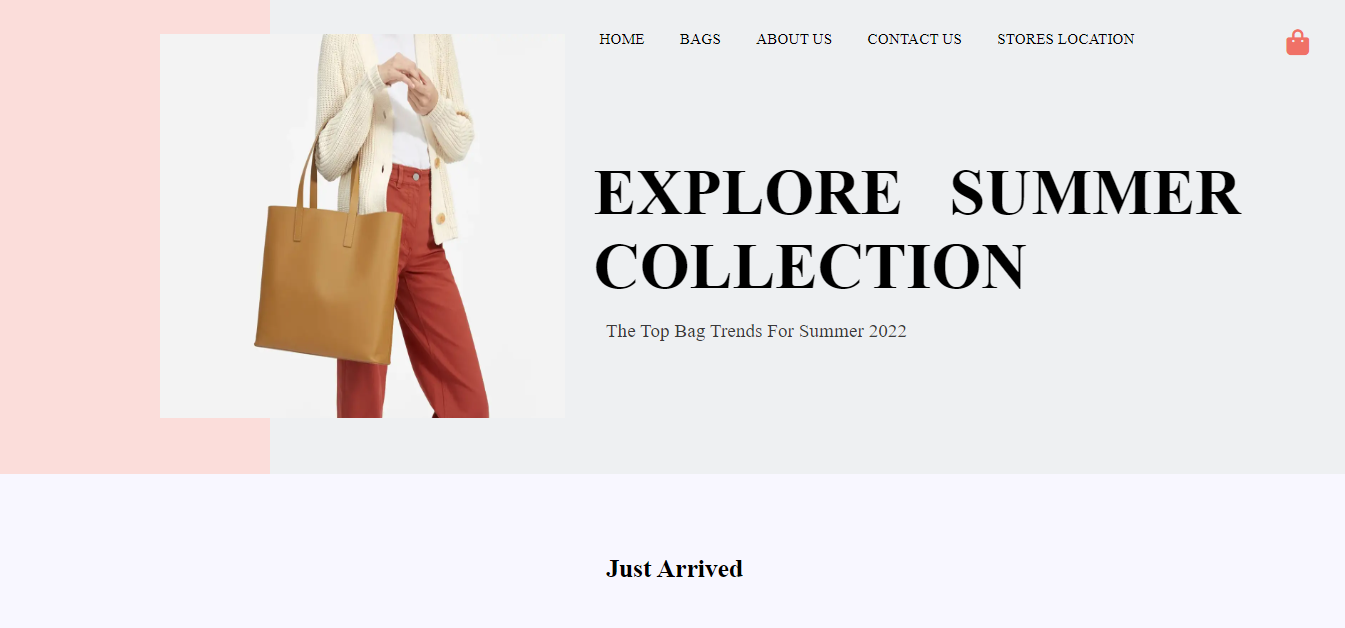 HOME BAGS ABOUT US CONTACT US STORES LOCATION
EXPLORE SUMMER
COLLECTION
The Top Bag Trends For Summer 2022
Just Arrived